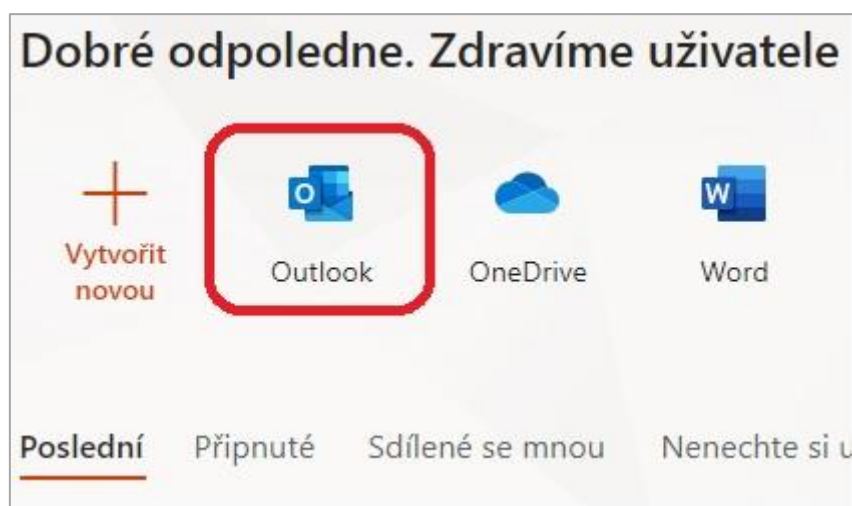 Dobré odpoledne. Zdravíme uživatele
Vytvořit
novou
Outlook
OneDrive
Word
Poslední Připnuté Sdílené se mnou Nenechte si u